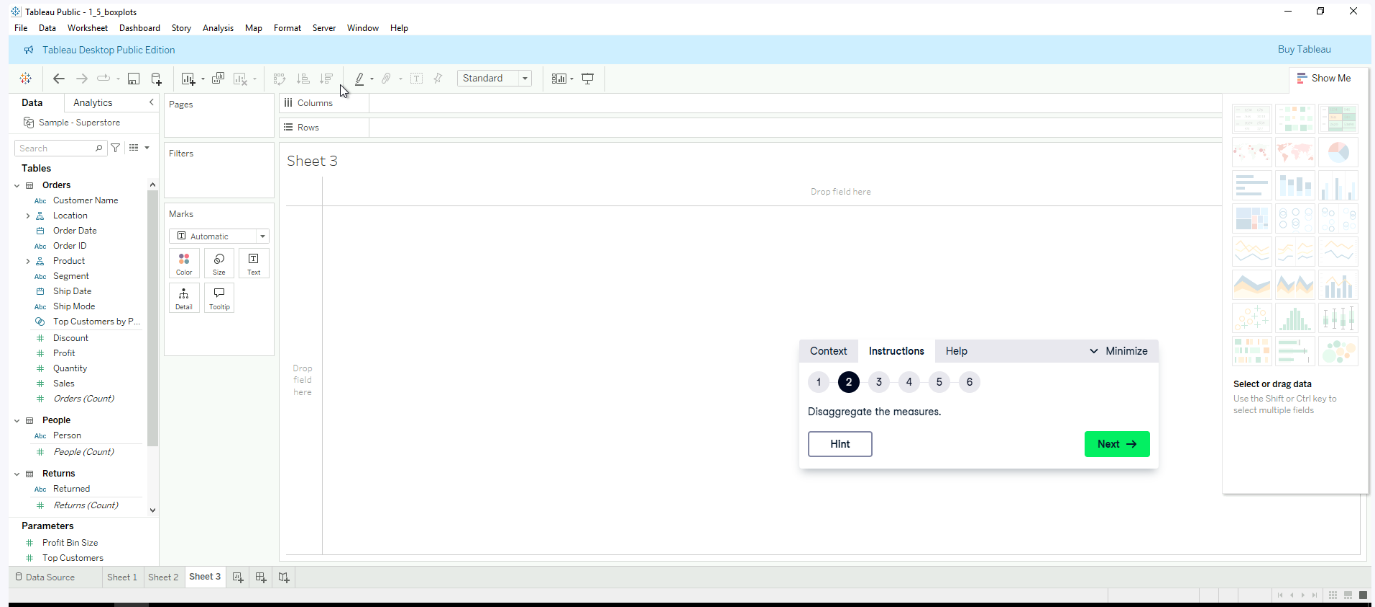 Tableau Public - 1_5_boxplots
File Data Worksheet Dashboard Story Analysis Map Format Server Window Help
Tableau Desktop Public Edition
Buy Tableau
Standard
Show Me
Data Analytics
Sample - Superstore
Search
Tables
Orders
Abc Customer Name
Location
Order Date
Abc Order ID
Product
Abc Segment
Ship Date
Abc Ship Mode
Top Customers by P...
# Discount
# Profit
# Quantity
# Sales
# Orders (Count)
People
Abc Person
# People (Count)
Returns
Abc Returned
# Returns (Count)
Parameters
# Profit Bin Size
# Top Customers
Pages
Filters
Marks
T Automatic
Color Size T Text
Detail Tooltip
Columns
Rows
Sheet 3
Drop field here
Drop
field
here
Context Instructions Help Minimize
1 2 3 4 5 6
Disaggregate the measures.
Hint
Next →
Select or drag data
Use the Shift or Ctrl key to
select multiple fields
Data Source Sheet 1 Sheet 2 Sheet 3